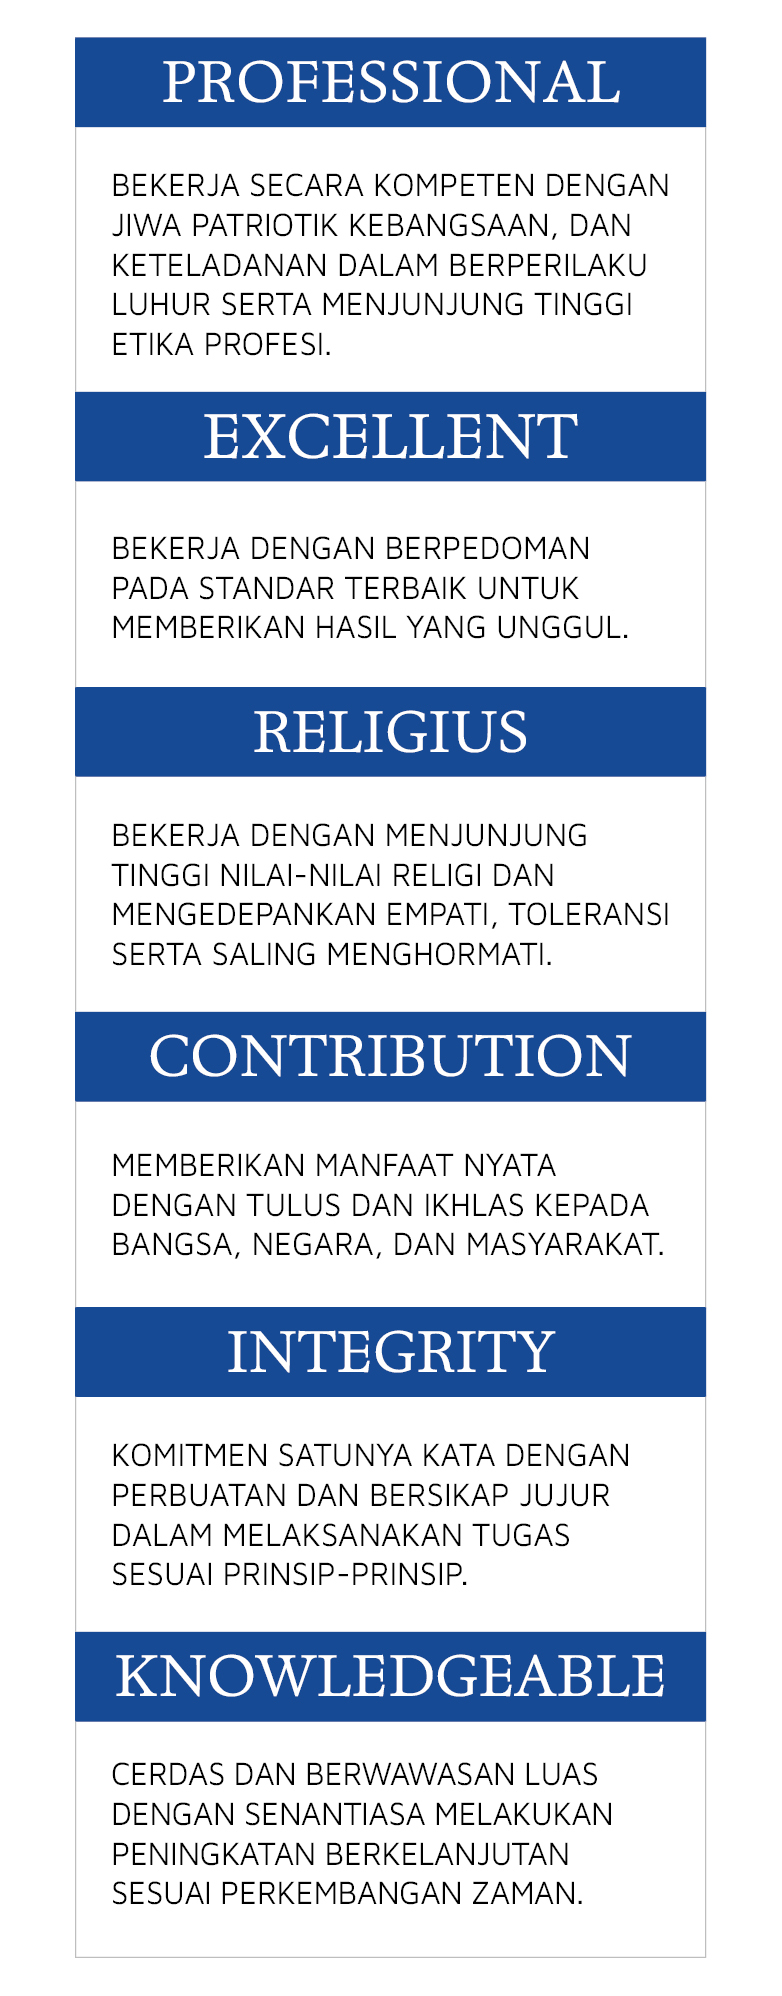 PROFESSIONAL
BEKERJA SECARA KOMPETEN DENGAN
JIWA PATRIOTIK KEBANGSAAN, DAN
KETELADANAN DALAM BERPERILAKU
LUHUR SERTA MENJUNJUNG TINGGI
ETIKA PROFESI.
EXCELLENT
BEKERJA DENGAN BERPEDOMAN
PADA STANDAR TERBAIK UNTUK
MEMBERIKAN HASIL YANG UNGGUL.
RELIGIUS
BEKERJA DENGAN MENJUNJUNG
TINGGI NILAI-NILAI RELIGI DAN
MENGEDEPANKAN EMPATI, TOLERANSI
SERTA SALING MENGHORMATI.
CONTRIBUTION
MEMBERIKAN MANFAAT NYATA
DENGAN TULUS DAN IKHLAS KEPADA
BANGSA, NEGARA, DAN MASYARAKAT.
INTEGRITY
KOMITMEN SATUNYA KATA DENGAN
PERBUATAN DAN BERSIKAP JUJUR
DALAM MELAKSANAKAN TUGAS
SESUAI PRINSIP-PRINSIP.
KNOWLEDGEABLE
CERDAS DAN BERWAWASAN LUAS
DENGAN SENANTIASA MELAKUKAN
PENINGKATAN BERKELANJUTAN
SESUAI PERKEMBANGAN ZAMAN.